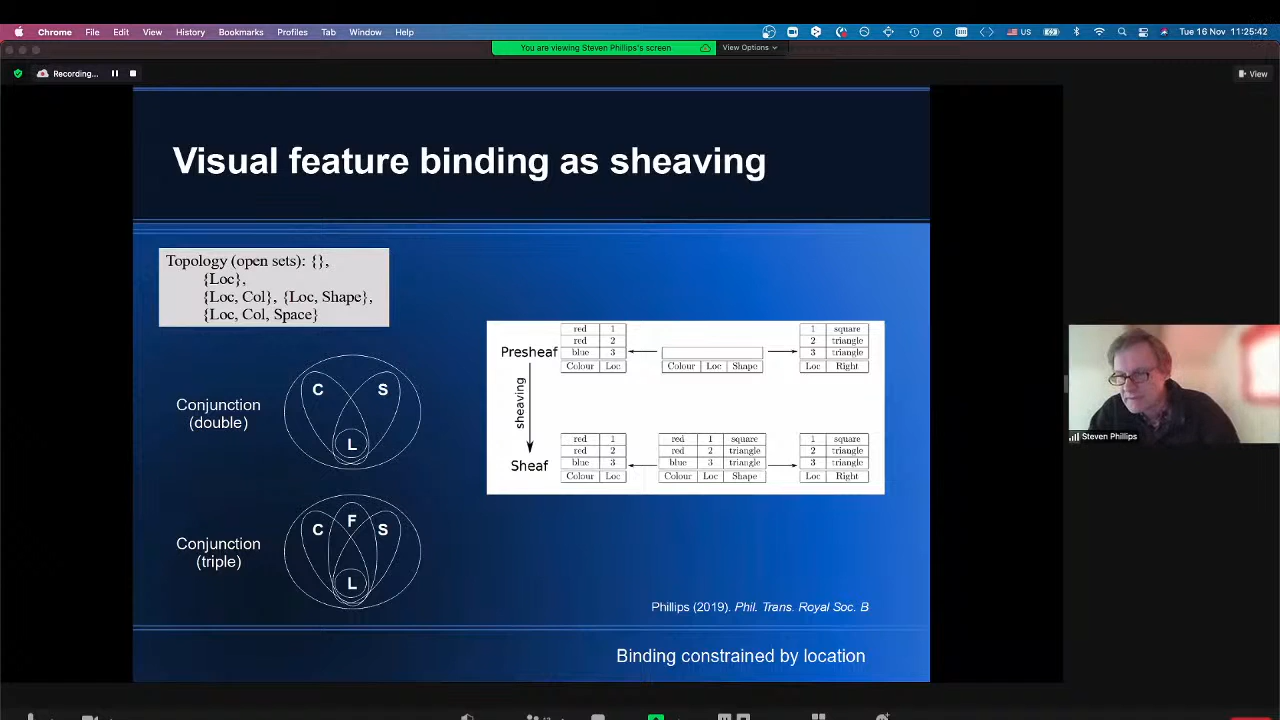 Chrome File Edit View History Bookmarks Profiles Tab Window Help US Tue 16 Nov 11:25:42
You are viewing Steven Phillips's screen View Options
Recording... View
Visual feature binding as sheaving
Topology (open sets): {},
{Loc},
{Loc, Col}, {Loc, Shape},
{Loc, Col, Space}
Conjunction
(double)
C S
L
Conjunction
(triple)
C F S
L
Presheaf
sheaving
Sheaf
red 1
red 2
blue 3
Colour Loc
Colour Loc Shape
1 square
2 triangle
3 triangle
Loc Right
red 1
red 2
blue 3
Colour Loc
red 1 square
red 2 triangle
blue 3 triangle
Colour Loc Shape
1 square
2 triangle
3 triangle
Loc Right
Steven Phillips
Phillips (2019). Phil. Trans. Royal Soc. B
Binding constrained by location